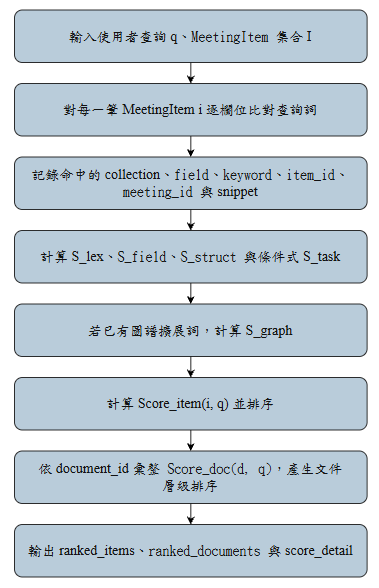 輸入使用者查詢 q、MeetingItem 集合 I
對每一筆 MeetingItem i 逐欄位比對查詢詞
記錄命中的 collection、field、keyword、item_id、
meeting_id 與 snippet
計算 S_lex、S_field、S_struct 與條件式 S_task
若已有圖譜擴展詞，計算 S_graph
計算 Score_item(i, q) 並排序
依 document_id 彙整 Score_doc(d, q)，產生文件
層級排序
輸出 ranked_items、ranked_documents 與 score_detail